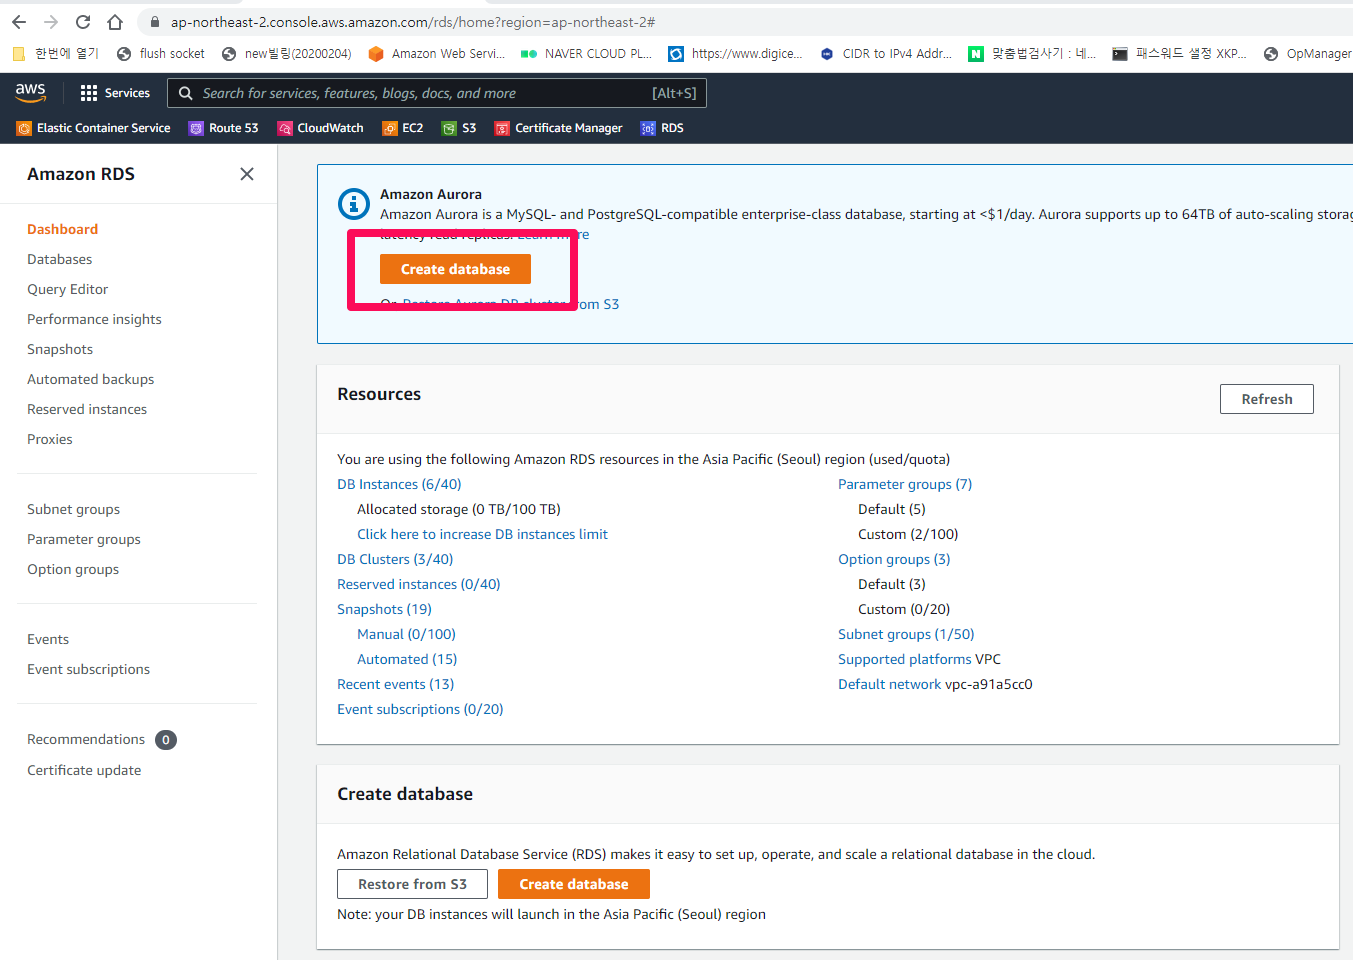 ap-northeast-2.console.aws.amazon.com/rds/home?region=ap-northeast-2#
한번에 열기
flush socket
new빌링(20200204)
Amazon Web Servi...
NAVER CLOUD PL...
https://www.digice...
CIDR to IPv4 Addr...
맞춤법검사기 : 네...
패스워드 생정 XKP...
OpManager
aws
Services
Search for services, features, blogs, docs, and more
[Alt+S]
Elastic Container Service
Route 53
CloudWatch
EC2
S3
Certificate Manager
RDS
Amazon RDS
Dashboard
Databases
Query Editor
Performance insights
Snapshots
Automated backups
Reserved instances
Proxies
Subnet groups
Parameter groups
Option groups
Events
Event subscriptions
Recommendations 0
Certificate update
Amazon Aurora
Amazon Aurora is a MySQL- and PostgreSQL-compatible enterprise-class database, starting at <$1/day. Aurora supports up to 64TB of auto-scaling storag
latency read replicas. Learn more
Create database
Or, Restore Aurora DB cluster from S3
Resources
Refresh
You are using the following Amazon RDS resources in the Asia Pacific (Seoul) region (used/quota)
DB Instances (6/40)
Allocated storage (0 TB/100 TB)
Click here to increase DB instances limit
DB Clusters (3/40)
Reserved instances (0/40)
Snapshots (19)
Manual (0/100)
Automated (15)
Recent events (13)
Event subscriptions (0/20)
Parameter groups (7)
Default (5)
Custom (2/100)
Option groups (3)
Default (3)
Custom (0/20)
Subnet groups (1/50)
Supported platforms VPC
Default network vpc-a91a5cc0
Create database
Amazon Relational Database Service (RDS) makes it easy to set up, operate, and scale a relational database in the cloud.
Restore from S3
Create database
Note: your DB instances will launch in the Asia Pacific (Seoul) region